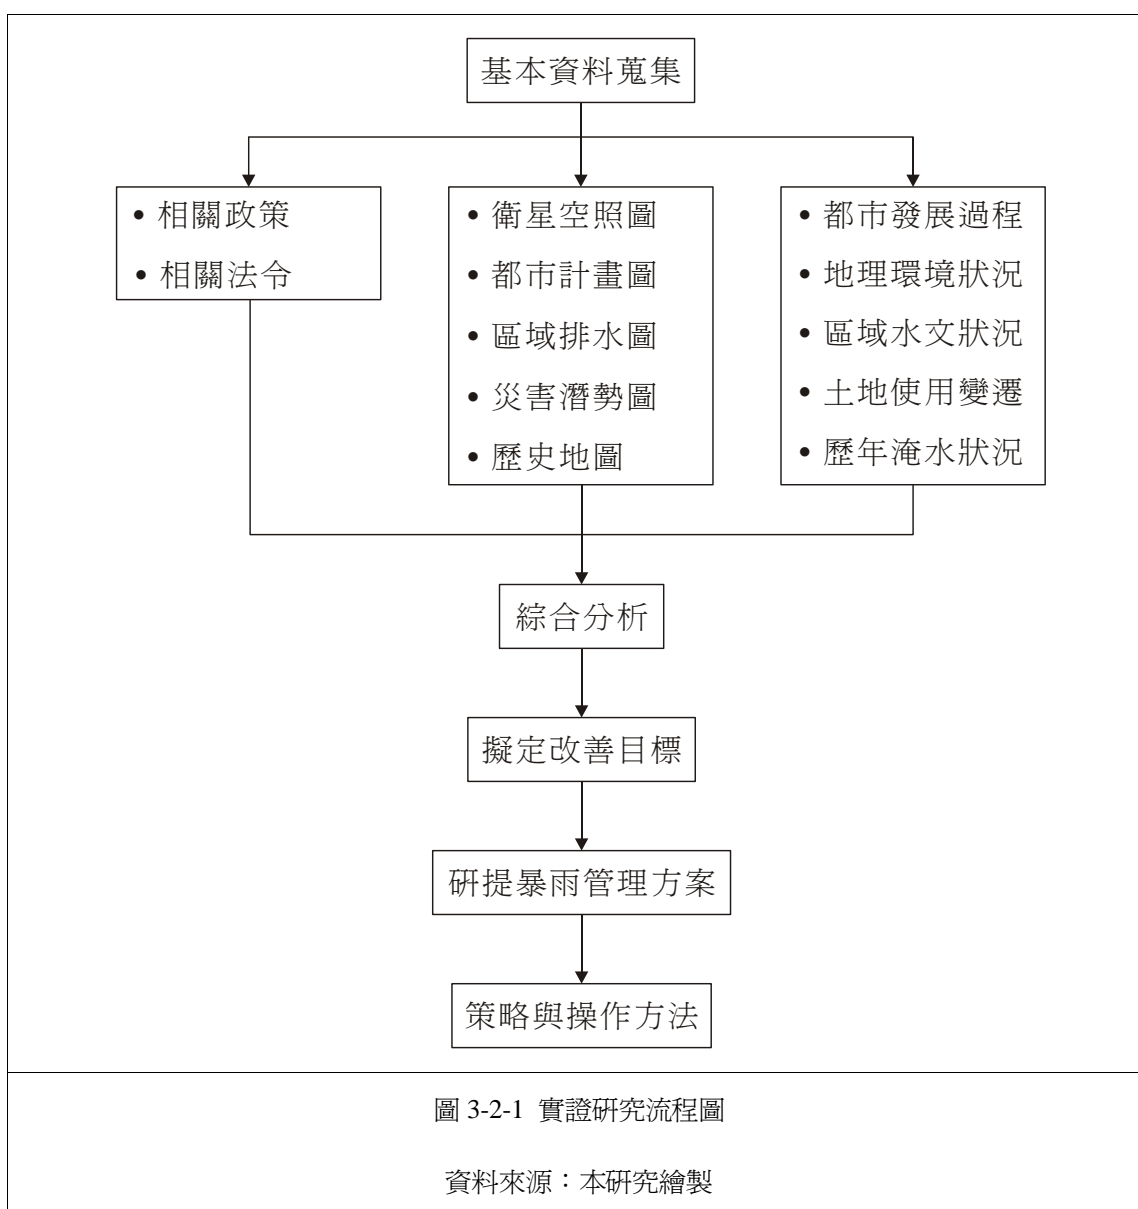 基本資料蒐集
• 相關政策
• 相關法令
• 衛星空照圖
• 都市計畫圖
• 區域排水圖
• 災害潛勢圖
• 歷史地圖
• 都市發展過程
• 地理環境狀況
• 區域水文狀況
• 土地使用變遷
• 歷年淹水狀況
綜合分析
擬定改善目標
研提暴雨管理方案
策略與操作方法
圖 3-2-1 實證研究流程圖
資料來源：本研究繪製